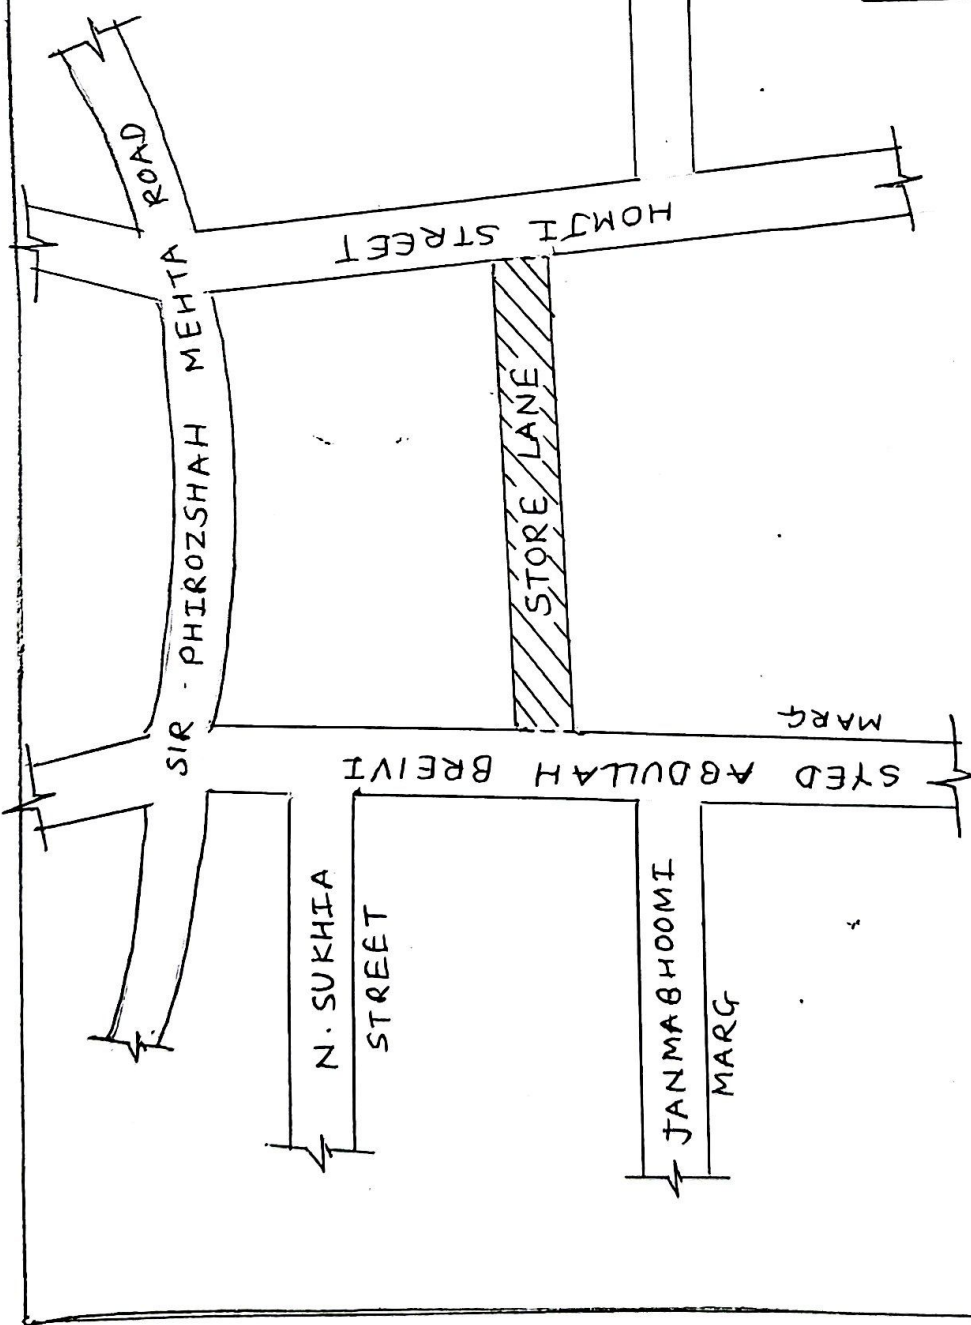 SIR . PHIROZSHAH MEHTA ROAD
HOMJI STREET
STORE LANE
SYED ABDULLAH BREIVI
MARG
N. SUKHIA
STREET
JANMABHOOMI
MARG